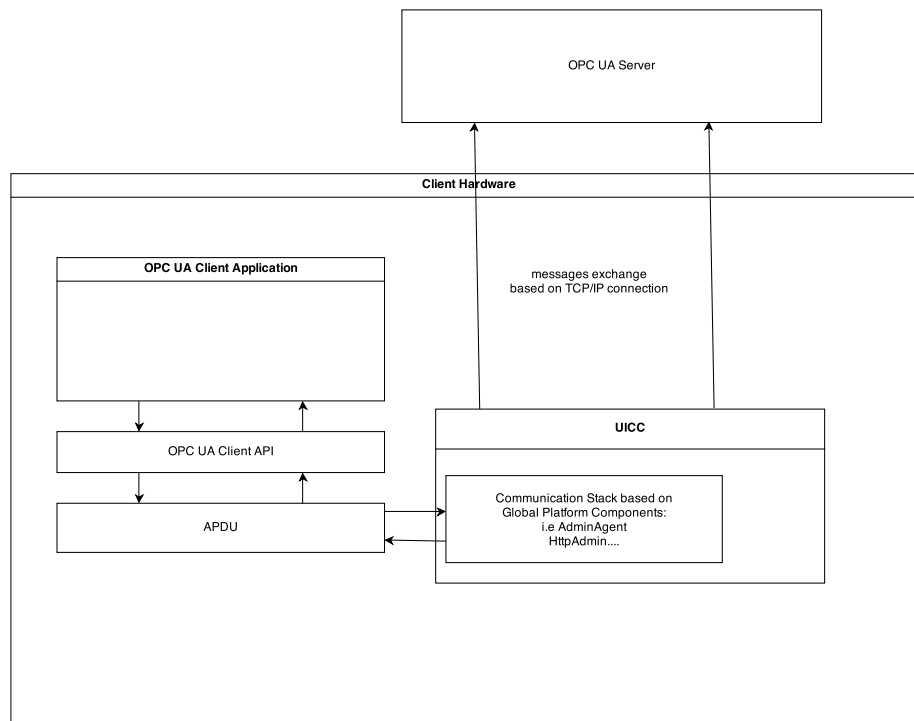 OPC UA Server
Client Hardware
OPC UA Client Application
messages exchange
based on TCP/IP connection
UICC
OPC UA Client API
Communication Stack based on
Global Platform Components:
i.e AdminAgent
HttpAdmin....
APDU